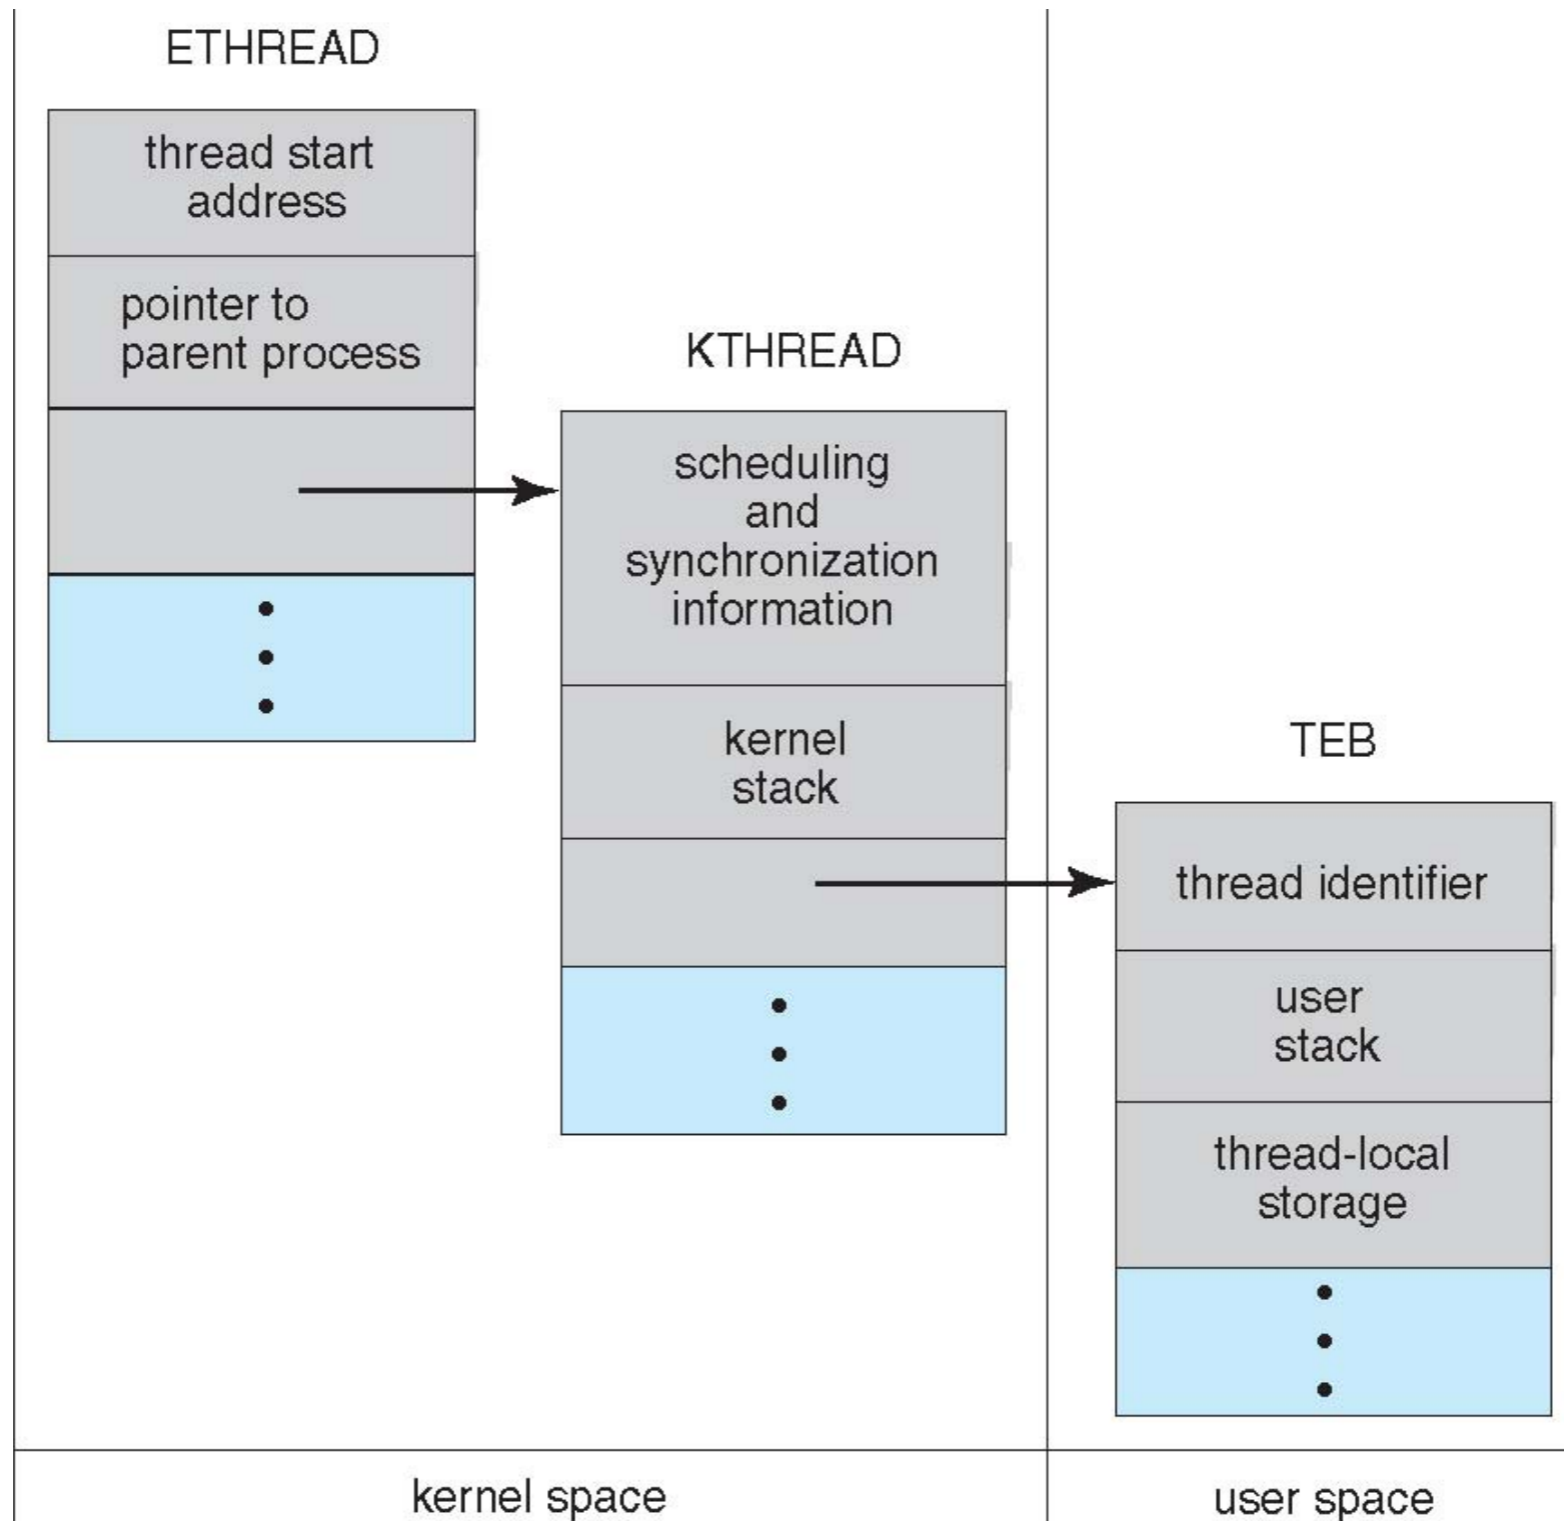 ETHREAD
thread start
address
pointer to
parent process
KTHREAD
scheduling
and
synchronization
information
kernel
stack
TEB
thread identifier
user
stack
thread-local
storage
kernel space
user space